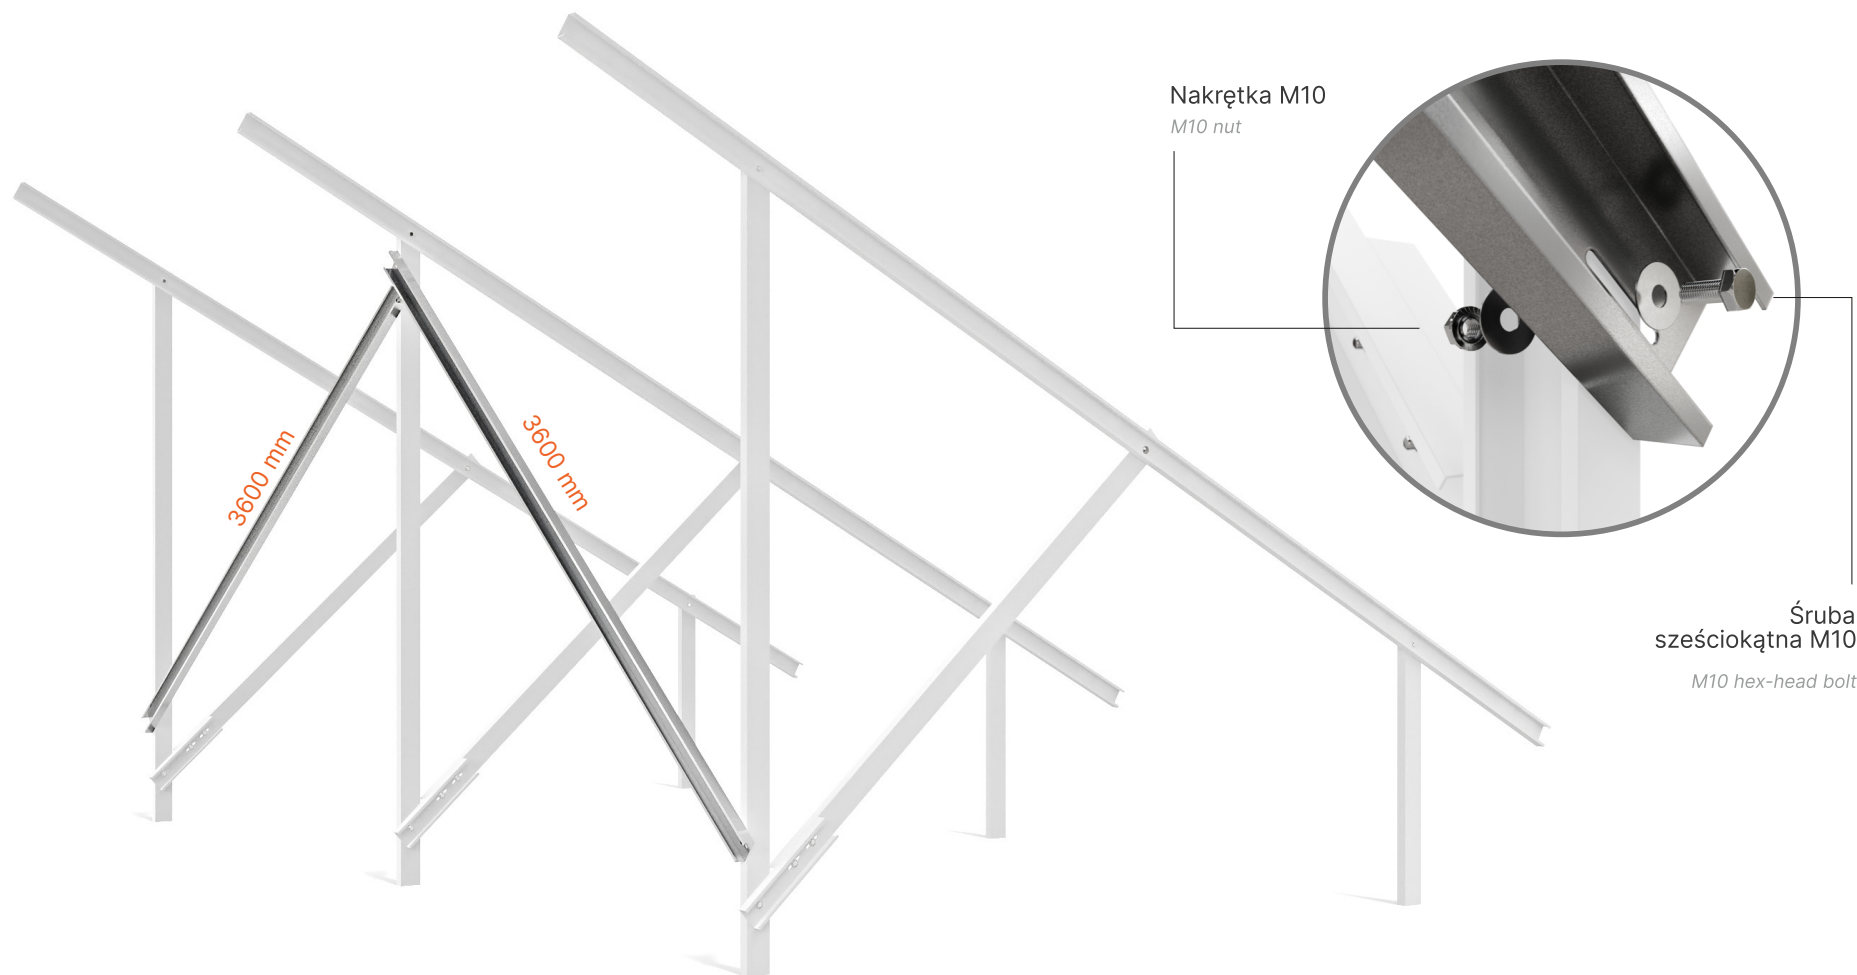 Nakrętka M10
M10 nut
3600 mm
3600 mm
Śruba
sześciokątna M10
M10 hex-head bolt